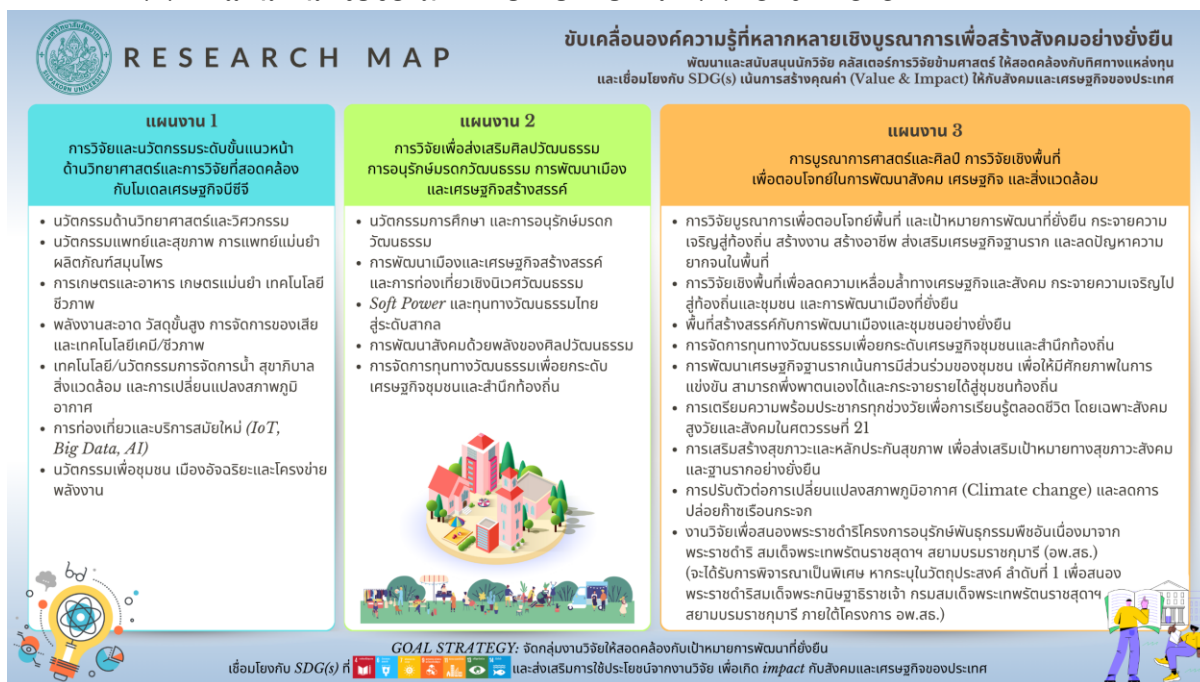 มหาวิทยาลัยศิลปากร
SILPAKORN UNIVERSITY
RESEARCH MAP
ขับเคลื่อนองค์ความรู้ที่หลากหลายเชิงบูรณาการเพื่อสร้างสังคมอย่างยั่งยืน
พัฒนาและสนับสนุนนักวิจัย คลัสเตอร์การวิจัยข้ามศาสตร์ ให้สอดคล้องกับทิศทางแหล่งทุน
และเชื่อมโยงกับ SDG(s) เน้นการสร้างคุณค่า (Value & Impact) ให้กับสังคมและเศรษฐกิจของประเทศ
แผนงาน 1
การวิจัยและนวัตกรรมระดับขั้นแนวหน้า
ด้านวิทยาศาสตร์และการวิจัยที่สอดคล้อง
กับโมเดลเศรษฐกิจบีซีจี
• นวัตกรรมด้านวิทยาศาสตร์และวิศวกรรม
• นวัตกรรมแพทย์และสุขภาพ การแพทย์แม่นยำ
ผลิตภัณฑ์สมุนไพร
• การเกษตรและอาหาร เกษตรแม่นยำ เทคโนโลยี
ชีวภาพ
• พลังงานสะอาด วัสดุขั้นสูง การจัดการของเสีย
และเทคโนโลยีเคมี/ชีวภาพ
• เทคโนโลยี/นวัตกรรมการจัดการน้ำ สุขาภิบาล
สิ่งแวดล้อม และการเปลี่ยนแปลงสภาพภูมิ
อากาศ
• การท่องเที่ยวและบริการสมัยใหม่ (IoT,
Big Data, AI)
• นวัตกรรมเพื่อชุมชน เมืองอัจฉริยะและโครงข่าย
พลังงาน
แผนงาน 2
การวิจัยเพื่อส่งเสริมศิลปวัฒนธรรม
การอนุรักษ์มรดกวัฒนธรรม การพัฒนาเมือง
และเศรษฐกิจสร้างสรรค์
• นวัตกรรมการศึกษา และการอนุรักษ์มรดก
วัฒนธรรม
• การพัฒนาเมืองและเศรษฐกิจสร้างสรรค์
และการท่องเที่ยวเชิงนิเวศวัฒนธรรม
• Soft Power และทุนทางวัฒนธรรมไทย
สู่ระดับสากล
• การพัฒนาสังคมด้วยพลังของศิลปวัฒนธรรม
• การจัดการทุนทางวัฒนธรรมเพื่อยกระดับ
เศรษฐกิจชุมชนและสำนึกท้องถิ่น
แผนงาน 3
การบูรณาการศาสตร์และศิลป์ การวิจัยเชิงพื้นที่
เพื่อตอบโจทย์ในการพัฒนาสังคม เศรษฐกิจ และสิ่งแวดล้อม
• การวิจัยบูรณาการเพื่อตอบโจทย์พื้นที่ และเป้าหมายการพัฒนาที่ยั่งยืน กระจายความ
เจริญสู่ท้องถิ่น สร้างงาน สร้างอาชีพ ส่งเสริมเศรษฐกิจฐานราก และลดปัญหาความ
ยากจนในพื้นที่
• การวิจัยเชิงพื้นที่เพื่อลดความเหลื่อมล้ำทางเศรษฐกิจและสังคม กระจายความเจริญไป
สู่ท้องถิ่นและชุมชน และการพัฒนาเมืองที่ยั่งยืน
• พื้นที่สร้างสรรค์กับการพัฒนาเมืองและชุมชนอย่างยั่งยืน
• การจัดการทุนทางวัฒนธรรมเพื่อยกระดับเศรษฐกิจชุมชนและสำนึกท้องถิ่น
• การพัฒนาเศรษฐกิจฐานรากเน้นการมีส่วนร่วมของชุมชน เพื่อให้มีศักยภาพในการ
แข่งขัน สามารถพึ่งพาตนเองได้และกระจายรายได้สู่ชุมชนท้องถิ่น
• การเตรียมความพร้อมประชากรทุกช่วงวัยเพื่อการเรียนรู้ตลอดชีวิต โดยเฉพาะสังคม
สูงวัยและสังคมในศตวรรษที่ 21
• การเสริมสร้างสุขภาวะและหลักประกันสุขภาพ เพื่อส่งเสริมเป้าหมายทางสุขภาวะสังคม
และฐานรากอย่างยั่งยืน
• การปรับตัวต่อการเปลี่ยนแปลงสภาพภูมิอากาศ (Climate change) และลดการ
ปล่อยก๊าซเรือนกระจก
• งานวิจัยเพื่อสนองพระราชดำริโครงการอนุรักษ์พันธุกรรมพืชอันเนื่องมาจาก
พระราชดำริ สมเด็จพระเทพรัตนราชสุดาฯ สยามบรมราชกุมารี (อพ.สธ.)
(จะได้รับการพิจารณาเป็นพิเศษ หากระบุในวัตถุประสงค์ ลำดับที่ 1 เพื่อสนอง
พระราชดำริสมเด็จพระกนิษฐาธิราชเจ้า กรมสมเด็จพระเทพรัตนราชสุดาฯ
สยามบรมราชกุมารี ภายใต้โครงการ อพ.สธ.)
GOAL STRATEGY: จัดกลุ่มงานวิจัยให้สอดคล้องกับเป้าหมายการพัฒนาที่ยั่งยืน
เชื่อมโยงกับ SDG(s) ที่ และส่งเสริมการใช้ประโยชน์จากงานวิจัย เพื่อเกิด impact กับสังคมและเศรษฐกิจของประเทศ